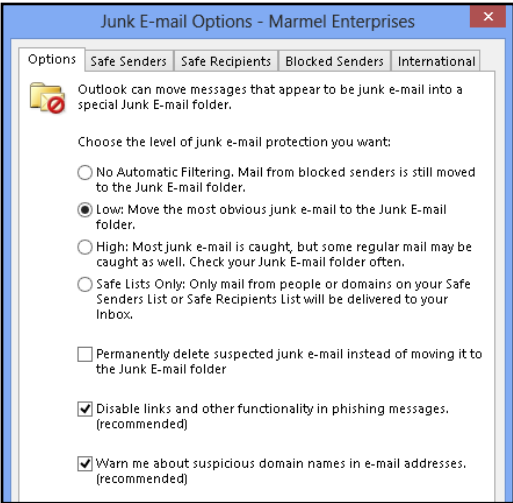 Junk E-mail Options - Marmel Enterprises
Options Safe Senders Safe Recipients Blocked Senders International
Outlook can move messages that appear to be junk e-mail into a
special Junk E-mail folder.
Choose the level of junk e-mail protection you want:
No Automatic Filtering. Mail from blocked senders is still moved
to the Junk E-mail folder.
Low: Move the most obvious junk e-mail to the Junk E-mail
folder.
High: Most junk e-mail is caught, but some regular mail may be
caught as well. Check your Junk E-mail folder often.
Safe Lists Only: Only mail from people or domains on your Safe
Senders List or Safe Recipients List will be delivered to your
Inbox.
Permanently delete suspected junk e-mail instead of moving it to
the Junk E-mail folder
Disable links and other functionality in phishing messages.
(recommended)
Warn me about suspicious domain names in e-mail addresses.
(recommended)